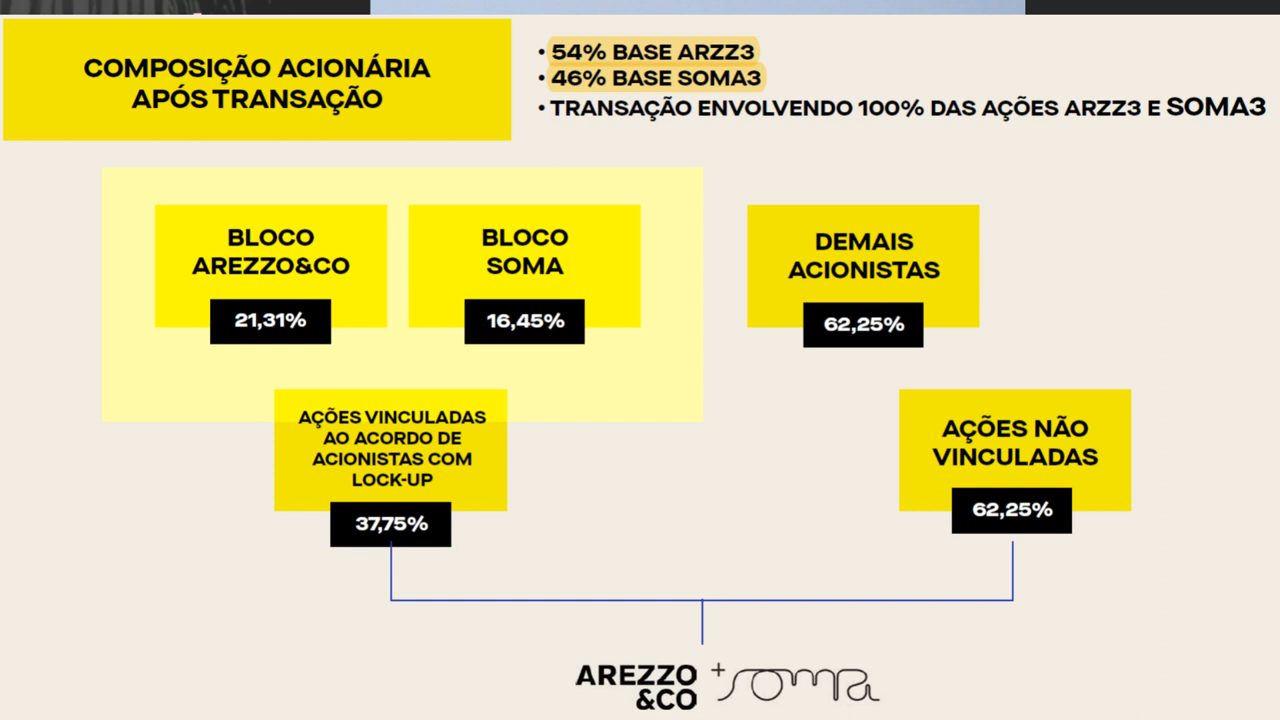 COMPOSIÇÃO ACIONÁRIA
APÓS TRANSAÇÃO
• 54% BASE ARZZ3
• 46% BASE SOMA3
• TRANSAÇÃO ENVOLVENDO 100% DAS AÇÕES ARZZ3 E SOMA3
BLOCO
AREZZO&CO
21,31%
BLOCO
SOMA
16,45%
DEMAIS
ACIONISTAS
62,25%
AÇÕES VINCULADAS
AO ACORDO DE
ACIONISTAS COM
LOCK-UP
37,75%
AÇÕES NÃO
VINCULADAS
62,25%
AREZZO
&CO
+soma